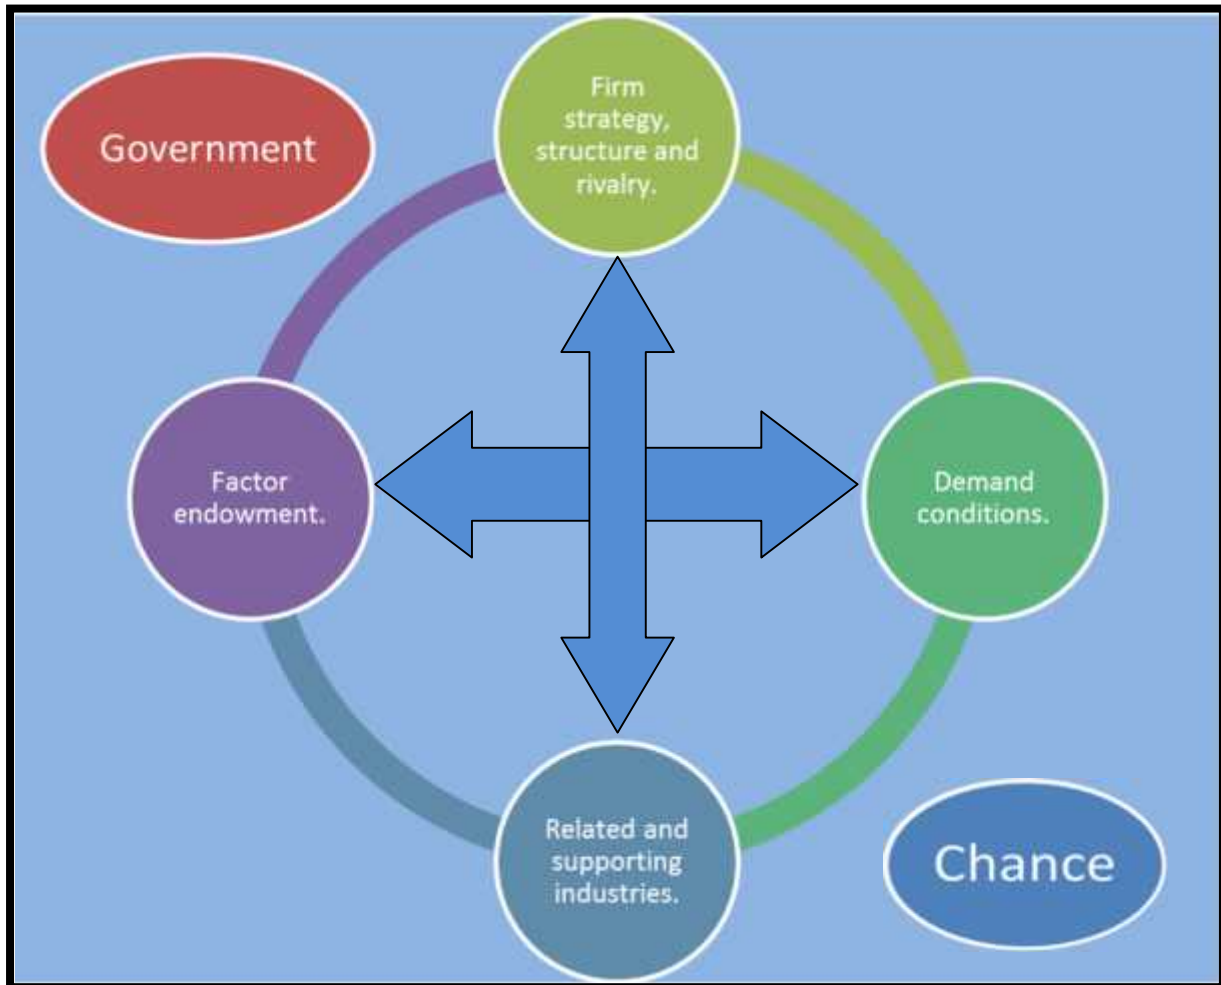 Firm
strategy,
structure and
rivalry.
Government
Factor
endowment.
Demand
conditions.
Related and
supporting
industries.
Chance